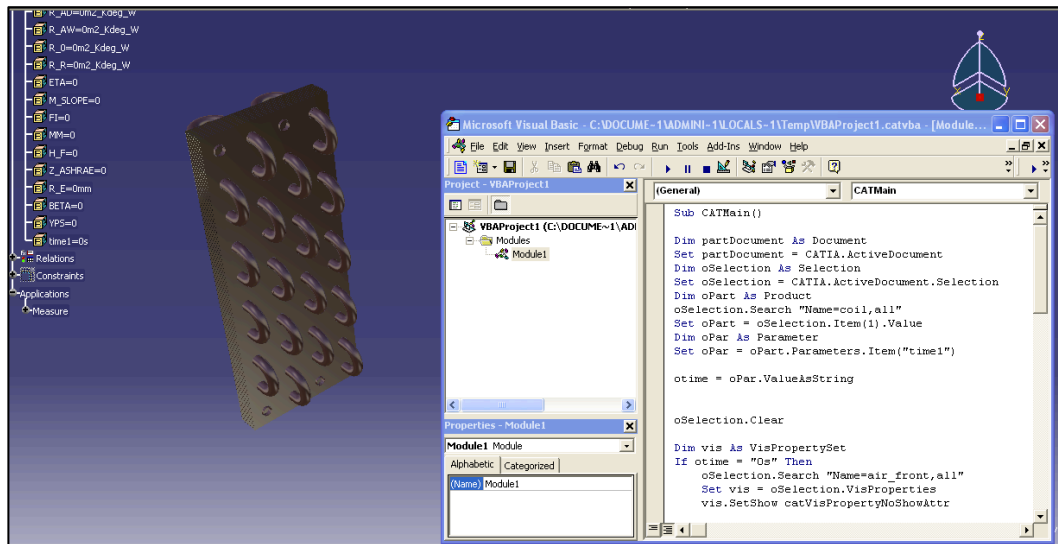 R_AD=0m2_Kdeg_W
R_AW=0m2_Kdeg_W
R_0=0m2_Kdeg_W
R_R=0m2_Kdeg_W
ETA=0
M_SLOPE=0
FI=0
MM=0
H_F=0
Z_ASHRAE=0
R_E=0mm
BETA=0
YPS=0
time1=0s
Relations
Constraints
Applications
Measure
Microsoft Visual Basic - C:\DOCUME~1\ADMINI~1\LOCALS~1\Temp\VBAProject1.catvba - [Module...
File Edit View Insert Format Debug Run Tools Add-Ins Window Help
Project - VBAProject1
VBAProject1 (C:\DOCUME~1\ADI
Modules
Module1
Properties - Module1
Module1 Module
Alphabetic Categorized
(Name) Module1
(General) CATMain
Sub CATMain()
Dim partDocument As Document
Set partDocument = CATIA.ActiveDocument
Dim oSelection As Selection
Set oSelection = CATIA.ActiveDocument.Selection
Dim oPart As Product
oSelection.Search "Name=coil,all"
Set oPart = oSelection.Item(1).Value
Dim oPar As Parameter
Set oPar = oPart.Parameters.Item("time1")
otime = oPar.ValueAsString
oSelection.Clear
Dim vis As VisPropertySet
If otime = "0s" Then
oSelection.Search "Name=air_front,all"
Set vis = oSelection.VisProperties
vis.SetShow catVisPropertyNoShowAttr